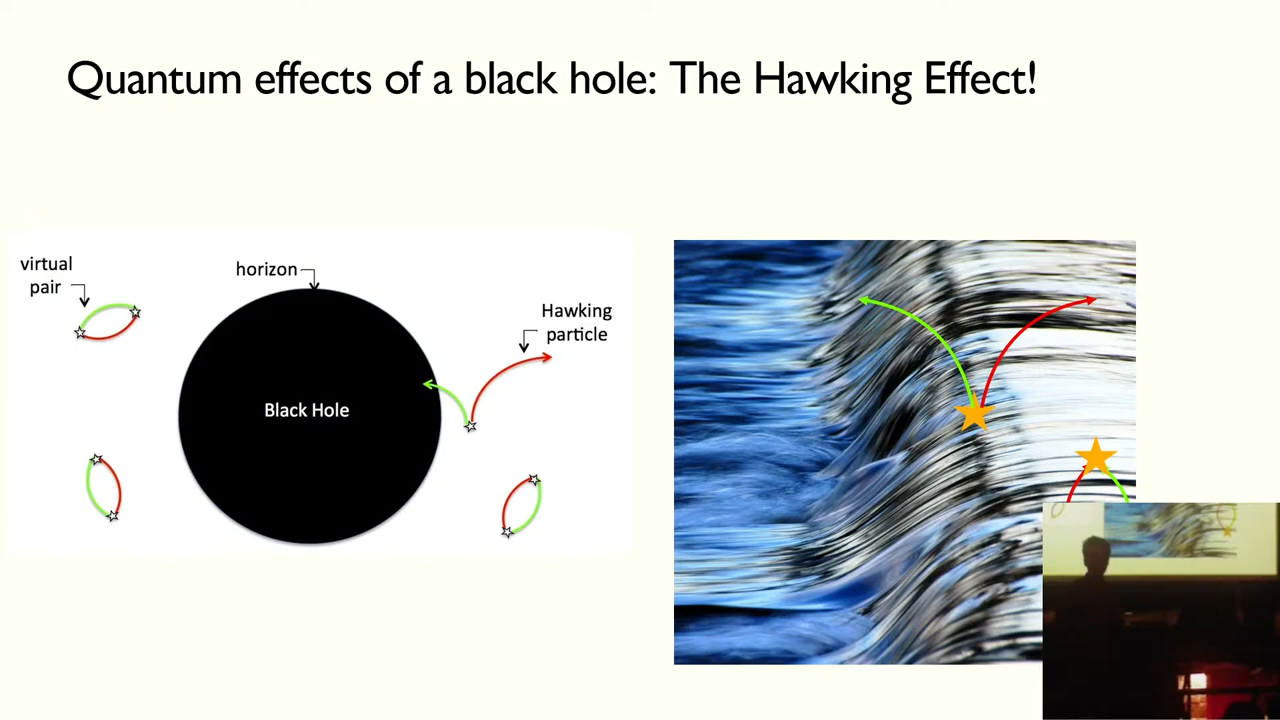 Quantum effects of a black hole: The Hawking Effect!
virtual
pair
horizon
Hawking
particle
Black Hole